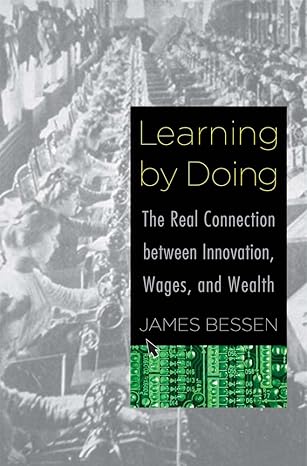 Learning
by Doing
The Real Connection
between Innovation,
Wages, and Wealth
JAMES BESSEN